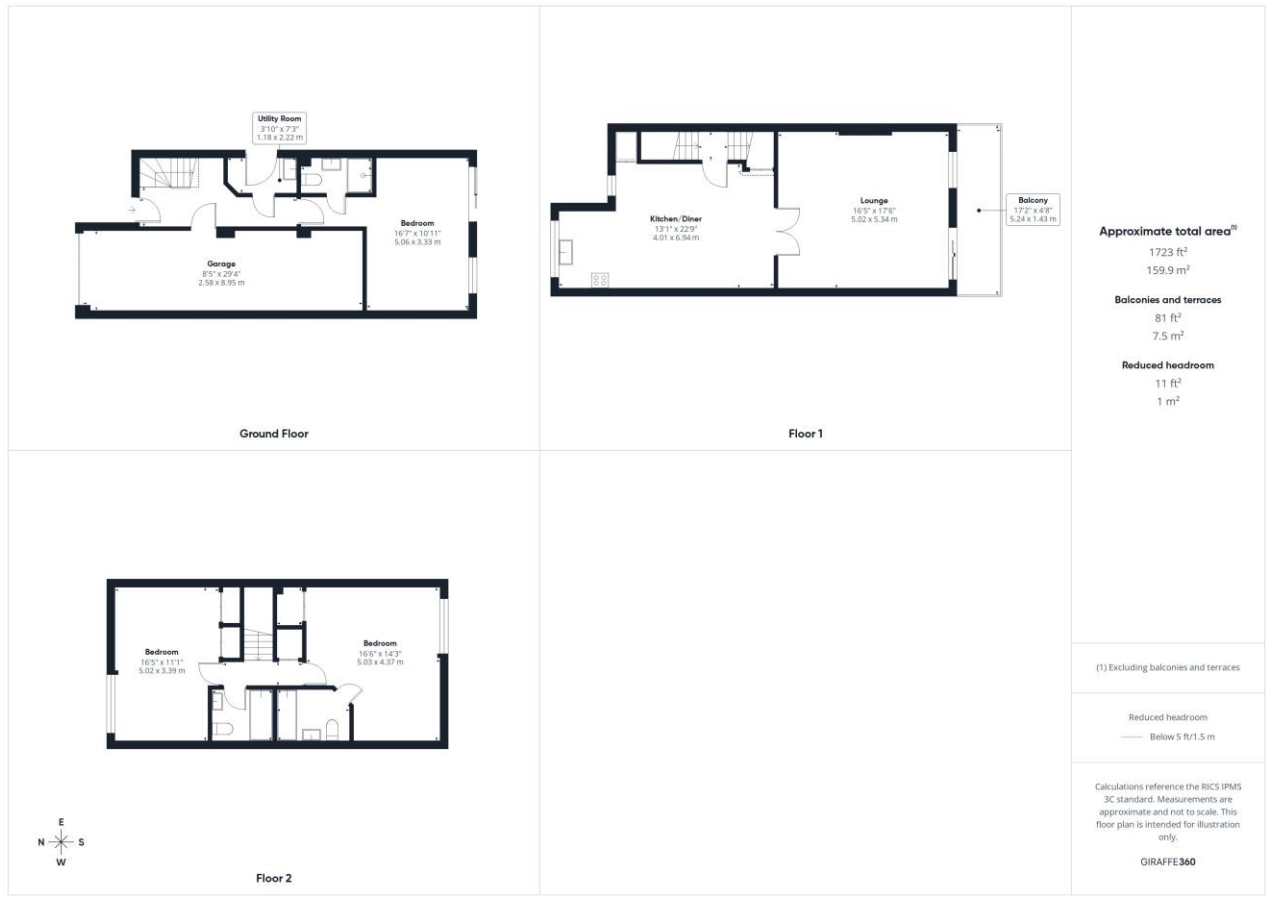 Utility Room
3'10" x 7'3"
1.18 x 2.22 m
Bedroom
16'7" x 10'11"
5.06 x 3.33 m
Garage
8'5" x 29'4"
2.58 x 8.95 m
Ground Floor
Kitchen/Diner
13'1" x 22'9"
4.01 x 6.94 m
Lounge
16'5" x 17'6"
5.02 x 5.34 m
Balcony
17'2" x 4'8"
5.24 x 1.43 m
Floor 1
Bedroom
16'5" x 11'1"
5.02 x 3.39 m
Bedroom
16'6" x 14'3"
5.03 x 4.37 m
E
N S
W
Floor 2
Approximate total area(1)
1723 ft²
159.9 m²
Balconies and terraces
81 ft²
7.5 m²
Reduced headroom
11 ft²
1 m²
(1) Excluding balconies and terraces
Reduced headroom
Below 5 ft/1.5 m
Calculations reference the RICS IPMS
3C standard. Measurements are
approximate and not to scale. This
floor plan is intended for illustration
only.
GIRAFFE360